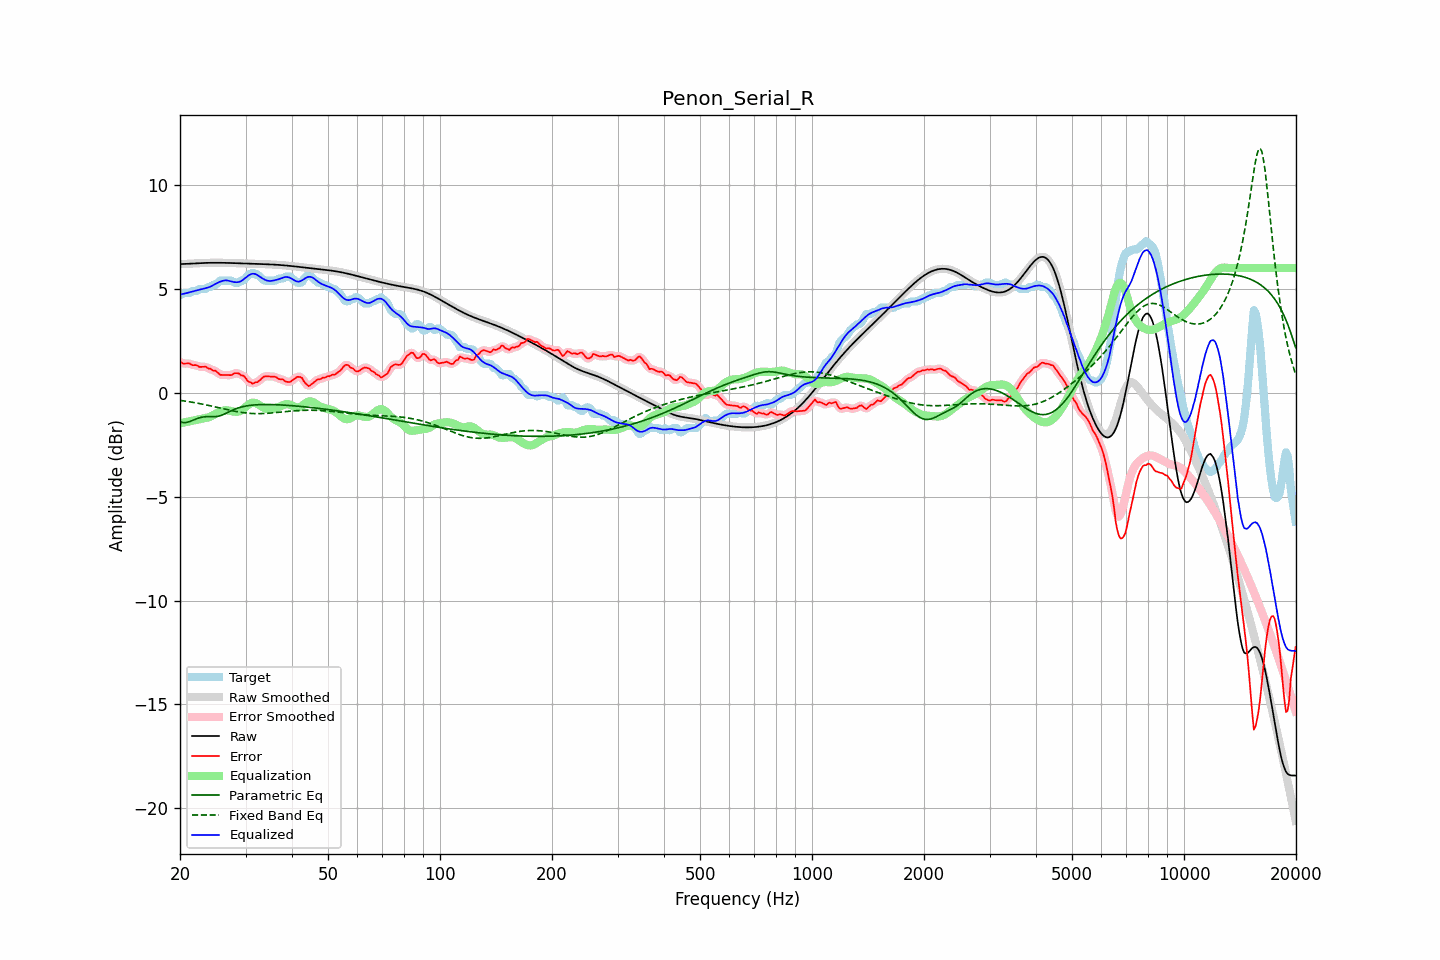 Penon_Serial_R
Amplitude (dBr)
10
5
0
−5
−10
−15
−20
Target
Raw Smoothed
Error Smoothed
Raw
Error
Equalization
Parametric Eq
Fixed Band Eq
Equalized
20 50 100 200 500 1000 2000 5000 10000 20000
Frequency (Hz)